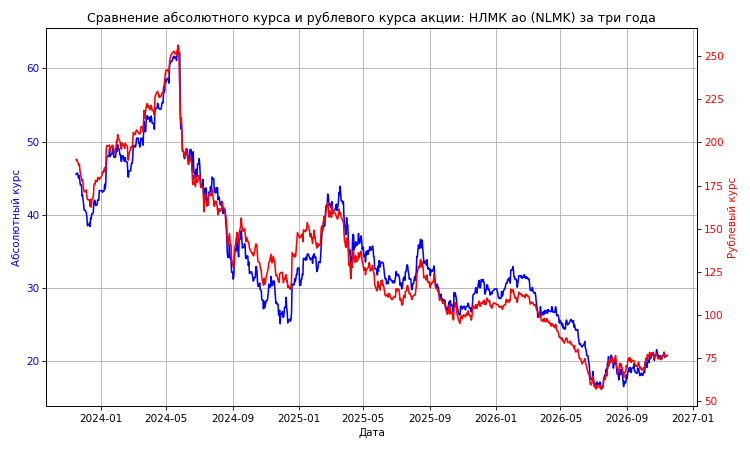 Сравнение абсолютного курса и рублевого курса акции: НЛМК ао (NLMK) за три года
60
50
40
30
20
Абсолютный курс
250
225
200
175
150
125
100
75
50
Рублевый курс
2024-01 2024-05 2024-09 2025-01 2025-05 2025-09 2026-01 2026-05 2026-09 2027-01
Дата